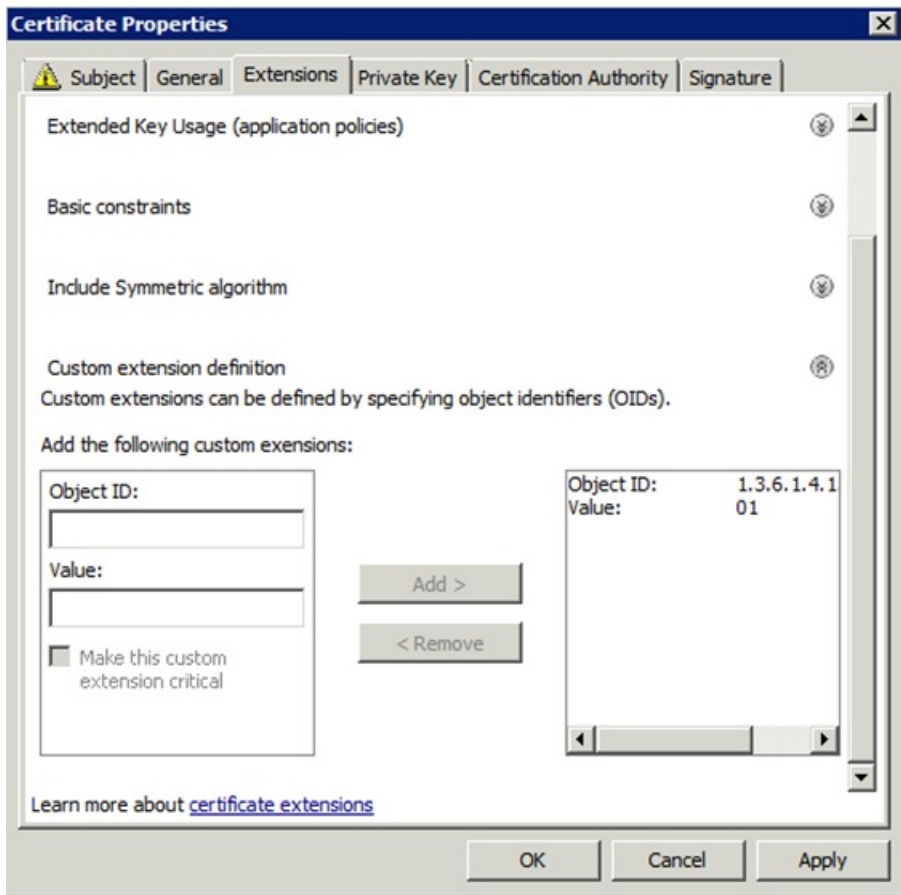 Certificate Properties
Subject General Extensions Private Key Certification Authority Signature
Extended Key Usage (application policies)
Basic constraints
Include Symmetric algorithm
Custom extension definition
Custom extensions can be defined by specifying object identifiers (OIDs).
Add the following custom exensions:
Object ID:
Value:
Make this custom
extension critical
Add >
< Remove
Object ID: 1.3.6.1.4.1
Value: 01
Learn more about certificate extensions
OK Cancel Apply